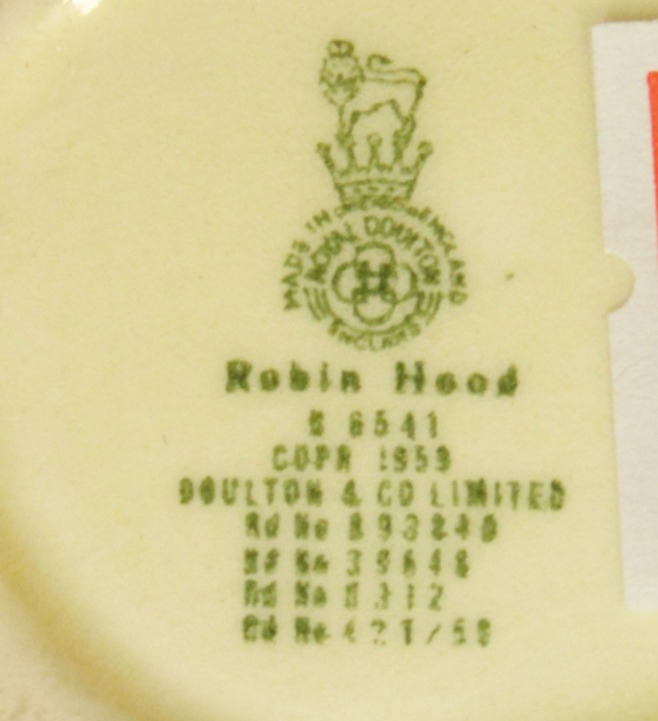 MADE IN ENGLAND
ROYAL DOULTON
ENGLAND
Robin Hood
D 6541
COPR 1959
DOULTON & CO LIMITED
Rd No 893840
Rd No 39648
Rd No
Rd No 421/59